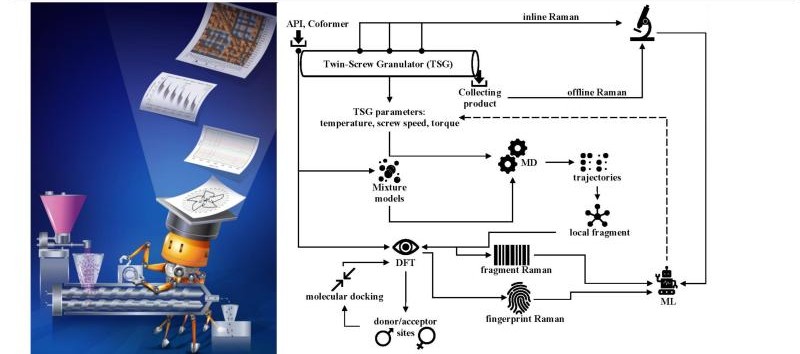 API, Coformer
inline Raman
Twin-Screw Granulator (TSG)
Collecting
product
offline Raman
TSG parameters:
temperature, screw speed, torque
MD
trajectories
Mixture
models
local fragment
DFT
fragment Raman
molecular docking
ML
donor/acceptor
sites
fingerprint Raman